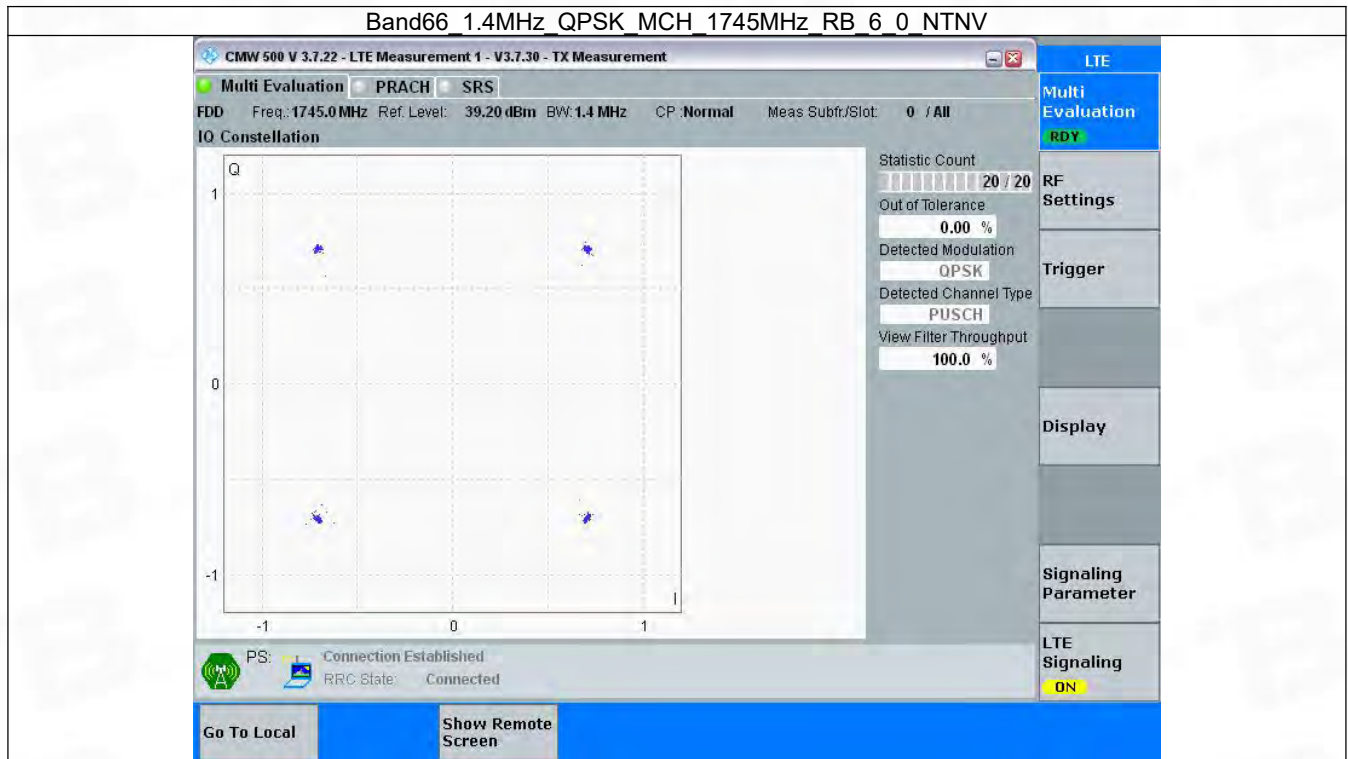 Band66_1.4MHz_QPSK_MCH_1745MHz_RB_6_0_NTNV
CMW 500 V 3.7.22 - LTE Measurement 1 - V3.7.30 - TX Measurement
LTE
Multi Evaluation PRACH SRS
FDD Freq.: 1745.0 MHz Ref. Level: 39.20 dBm BW: 1.4 MHz CP :Normal Meas Subfr./Slot: 0 / All
IQ Constellation
Q
1
0
-1
I
-1 0 1
Statistic Count
20 / 20
Out of Tolerance
0.00 %
Detected Modulation
QPSK
Detected Channel Type
PUSCH
View Filter Throughput
100.0 %
Multi
Evaluation
RDY
RF
Settings
Trigger
Display
Signaling
Parameter
LTE
Signaling
ON
PS: Connection Established
RRC State: Connected
Go To Local
Show Remote
Screen